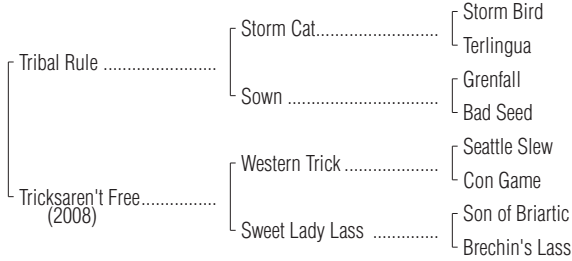 Storm Bird
Storm Cat..............................
Terlingua
Tribal Rule ............................
Grenfall
Sown .....................................
Bad Seed
Seattle Slew
Western Trick .......................
Con Game
Tricksaren't Free...................
(2008)
Son of Briartic
Sweet Lady Lass ................
Brechin's Lass